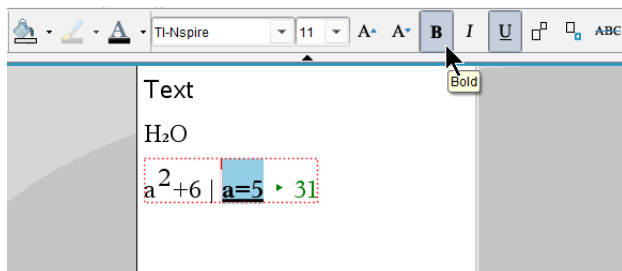 A TI-Nspire 11 A A B I U ABC
Bold
Text
H₂O
a²+6 | a=5 ▸ 31